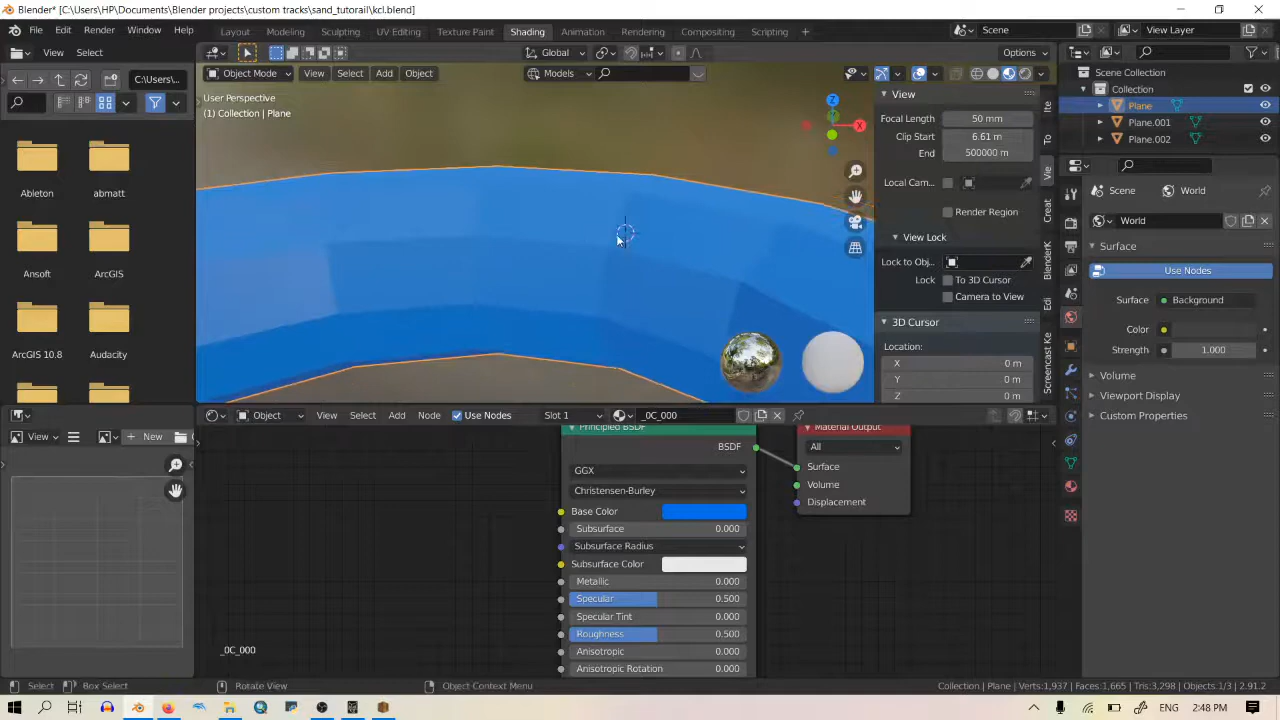 Blender* [C:\Users\HP\Documents\Blender projects\custom tracks\sand_tutorail\kcl.blend]
File Edit Render Window Help
Layout Modeling Sculpting UV Editing Texture Paint Shading Animation Rendering Compositing Scripting +
Scene
View Layer
View Select
Global
Options
C:\Users\...
Object Mode View Select Add Object
Models
User Perspective
(1) Collection | Plane
Ableton
abmatt
Ansoft
ArcGIS
ArcGIS 10.8
Audacity
View
Focal Length 50 mm
Clip Start 6.61 m
End 500000 m
Local Cam...
Render Region
View Lock
Lock to Obj...
Lock To 3D Cursor
Camera to View
3D Cursor
Location:
X 0 m
Y 0 m
Z 0 m
Ite
To
Vie
Creat
BlenderK
Edi
Screencast Ke
Scene Collection
Collection
Plane
Plane.001
Plane.002
Scene World
World
Surface
Use Nodes
Surface Background
Color
Strength 1.000
Volume
Viewport Display
Custom Properties
View
New
Object View Select Add Node Use Nodes Slot 1 _0C_000
Principled BSDF
BSDF
GGX
Christensen-Burley
Base Color
Subsurface 0.000
Subsurface Radius
Subsurface Color
Metallic 0.000
Specular 0.500
Specular Tint 0.000
Roughness 0.500
Anisotropic 0.000
Anisotropic Rotation 0.000
Material Output
All
Surface
Volume
Displacement
_0C_000
Select Box Select Rotate View Object Context Menu
Collection | Plane | Verts:1,937 | Faces:1,665 | Tris:3,298 | Objects:1/3 | 2.91.2
ENG 2:48 PM